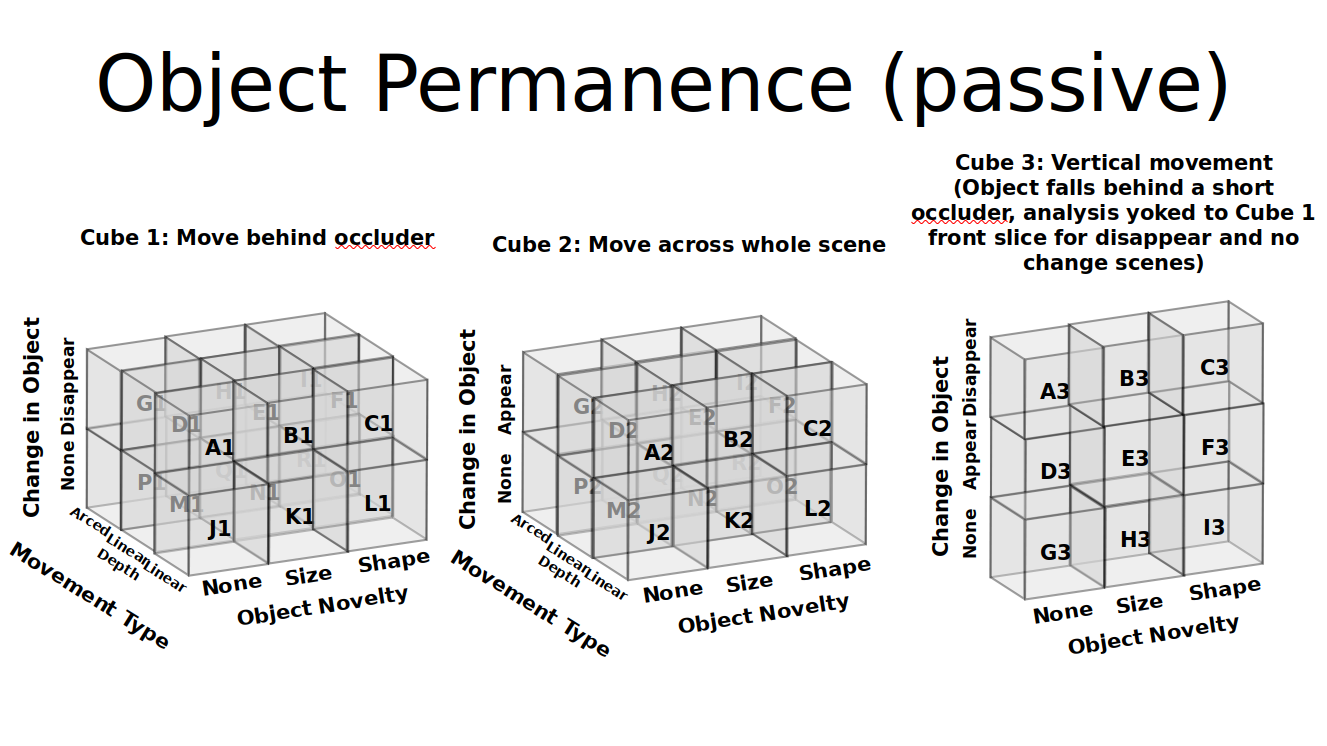 Object Permanence (passive)
Cube 1: Move behind occluder
Change in Object
None Disappear
G1
H1
I1
D1
E1
F1
A1
B1
C1
P1
Q1
R1
M1
N1
O1
J1
K1
L1
Arced
Linear Depth
Linear
Movement Type
None Size Shape
Object Novelty
Cube 2: Move across whole scene
Change in Object
None Appear
G2
H2
I2
D2
E2
F2
A2
B2
C2
P2
Q2
R2
M2
N2
O2
J2
K2
L2
Arced
Linear Depth
Linear
Movement Type
None Size Shape
Object Novelty
Cube 3: Vertical movement
(Object falls behind a short
occluder, analysis yoked to Cube 1
front slice for disappear and no
change scenes)
Change in Object
None Appear Disappear
A3 B3 C3
D3 E3 F3
G3 H3 I3
None Size Shape
Object Novelty